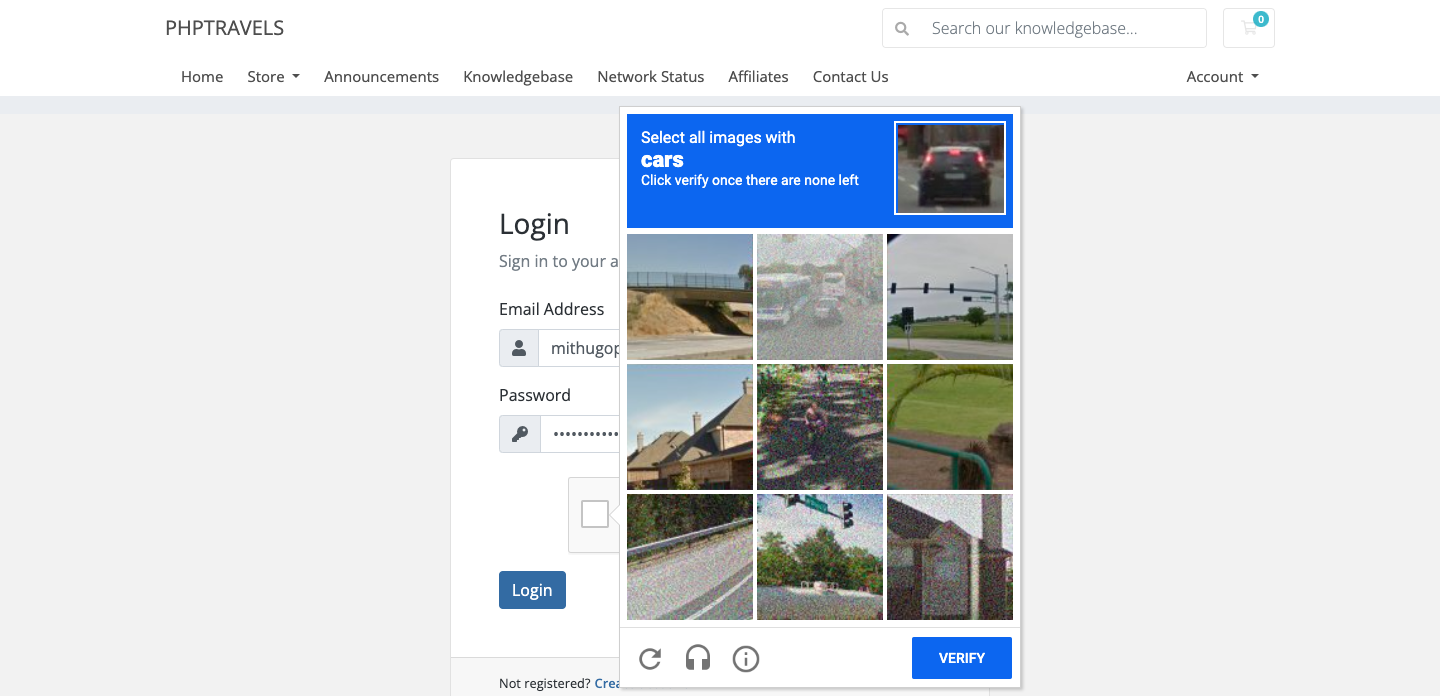 PHPTRAVELS
Search our knowledgebase...
0
Home Store Announcements Knowledgebase Network Status Affiliates Contact Us Account
Select all images with
cars
Click verify once there are none left
Login
Sign in to your a
Email Address
mithugop
Password
Login
VERIFY
Not registered? Crea